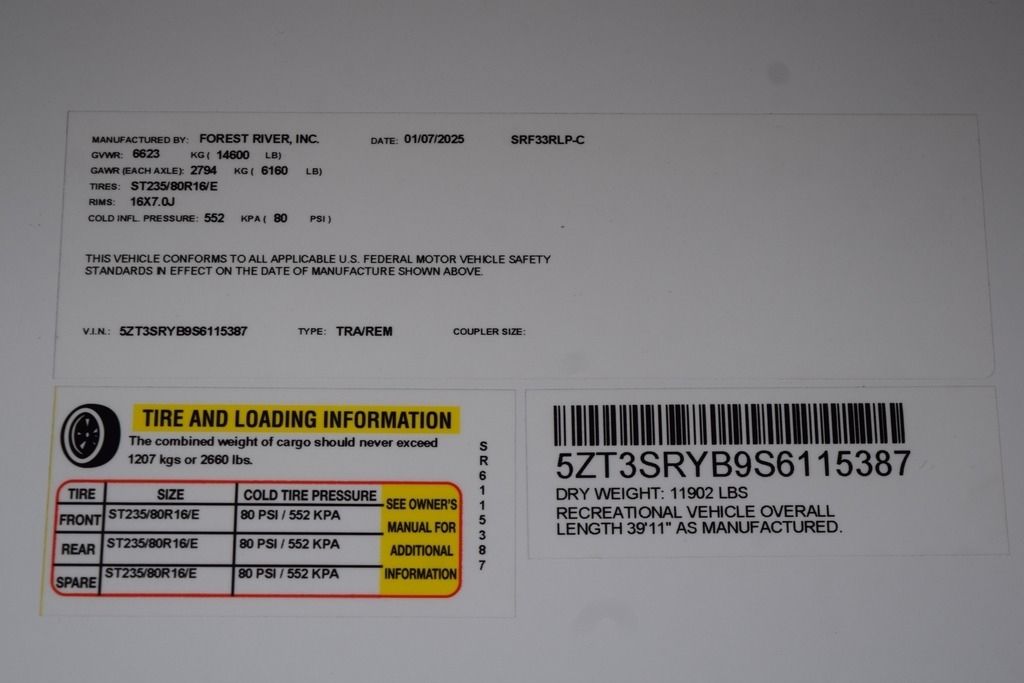 MANUFACTURED BY: FOREST RIVER, INC. DATE: 01/07/2025 SRF33RLP-C
GVWR: 6623 KG ( 14600 LB)
GAWR (EACH AXLE): 2794 KG ( 6160 LB)
TIRES: ST235/80R16/E
RIMS: 16X7.0J
COLD INFL. PRESSURE: 552 KPA ( 80 PSI )
THIS VEHICLE CONFORMS TO ALL APPLICABLE U.S. FEDERAL MOTOR VEHICLE SAFETY
STANDARDS IN EFFECT ON THE DATE OF MANUFACTURE SHOWN ABOVE.
V.I.N.: 5ZT3SRYB9S6115387 TYPE: TRA/REM COUPLER SIZE:
TIRE AND LOADING INFORMATION
The combined weight of cargo should never exceed
1207 kgs or 2660 lbs.
TIRE SIZE COLD TIRE PRESSURE
FRONT ST235/80R16/E 80 PSI / 552 KPA
REAR ST235/80R16/E 80 PSI / 552 KPA
SPARE ST235/80R16/E 80 PSI / 552 KPA
SEE OWNER'S
MANUAL FOR
ADDITIONAL
INFORMATION
SR6115387
5ZT3SRYB9S6115387
DRY WEIGHT: 11902 LBS
RECREATIONAL VEHICLE OVERALL
LENGTH 39'11" AS MANUFACTURED.